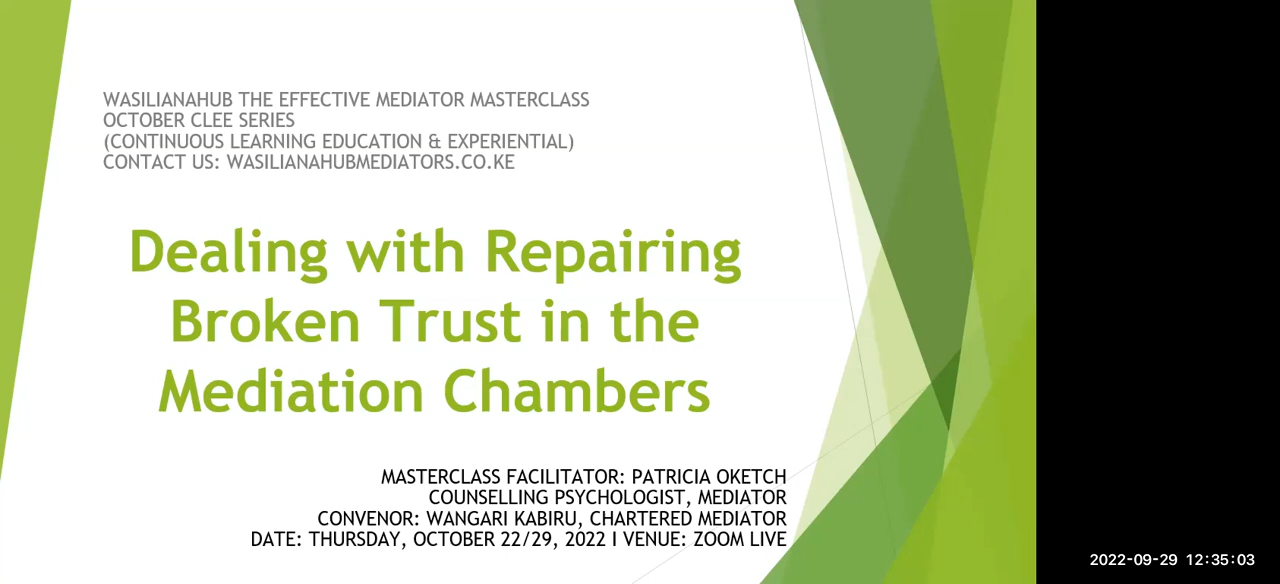 WASILIANAHUB THE EFFECTIVE MEDIATOR MASTERCLASS
OCTOBER CLEE SERIES
(CONTINUOUS LEARNING EDUCATION & EXPERIENTIAL)
CONTACT US: WASILIANAHUBMEDIATORS.CO.KE
Dealing with Repairing
Broken Trust in the
Mediation Chambers
MASTERCLASS FACILITATOR: PATRICIA OKETCH
COUNSELLING PSYCHOLOGIST, MEDIATOR
CONVENOR: WANGARI KABIRU, CHARTERED MEDIATOR
DATE: THURSDAY, OCTOBER 22/29, 2022 I VENUE: ZOOM LIVE
2022-09-29 12:35:03